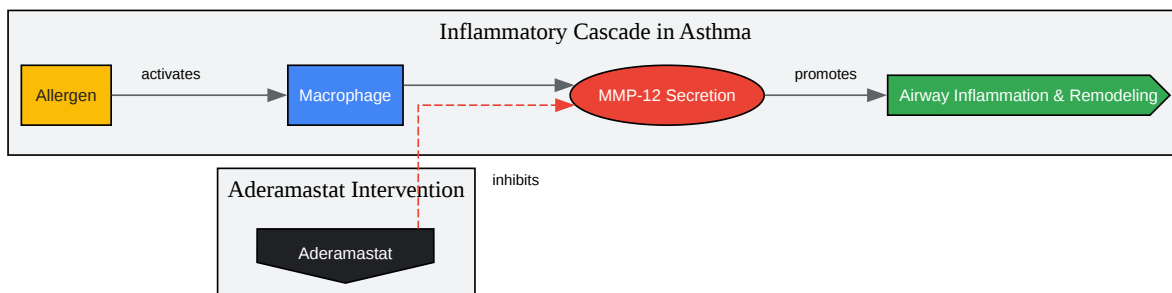 Inflammatory Cascade in Asthma
activates
promotes
Allergen
Macrophage
MMP-12 Secretion
Airway Inflammation & Remodeling
inhibits
Aderamastat Intervention
Aderamastat